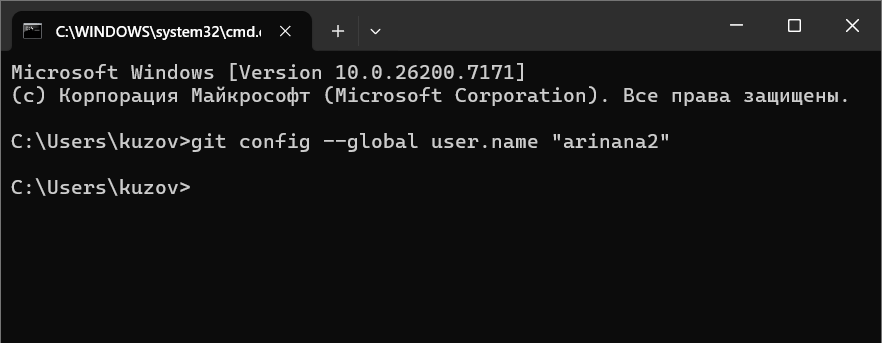 C:\WINDOWS\system32\cmd.e
Microsoft Windows [Version 10.0.26200.7171]
(c) Корпорация Майкрософт (Microsoft Corporation). Все права защищены.
C:\Users\kuzov>git config --global user.name "arinana2"
C:\Users\kuzov>